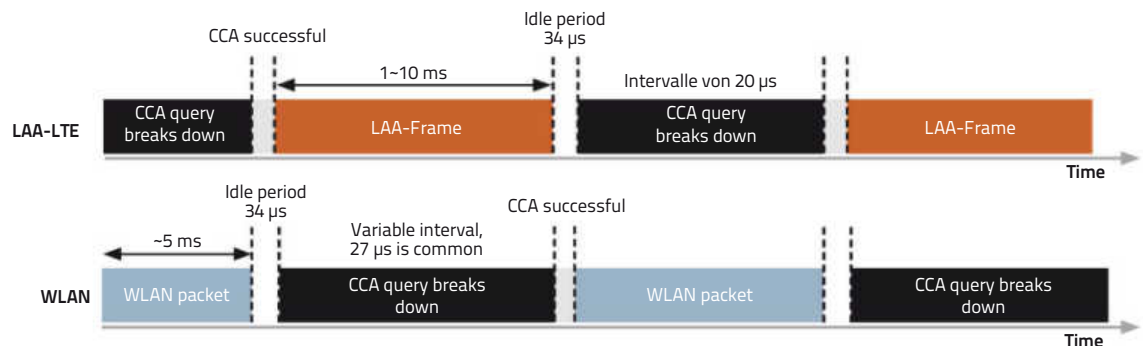 Idle period
34 µs
CCA successful
1~10 ms
Intervalle von 20 µs
LAA-LTE
CCA query
breaks down
LAA-Frame
CCA query
breaks down
LAA-Frame
Time
Idle period
34 µs
CCA successful
~5 ms
Variable interval,
27 µs is common
WLAN
WLAN packet
CCA query breaks
down
WLAN packet
CCA query breaks
down
Time